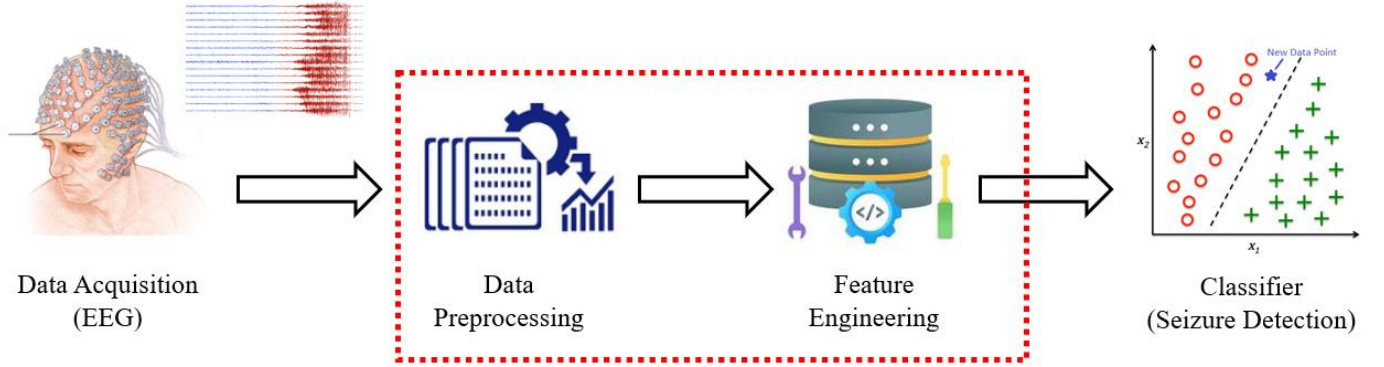 New Data Point
x2
x1
</>
Data Acquisition
(EEG)
Data
Preprocessing
Feature
Engineering
Classifier
(Seizure Detection)